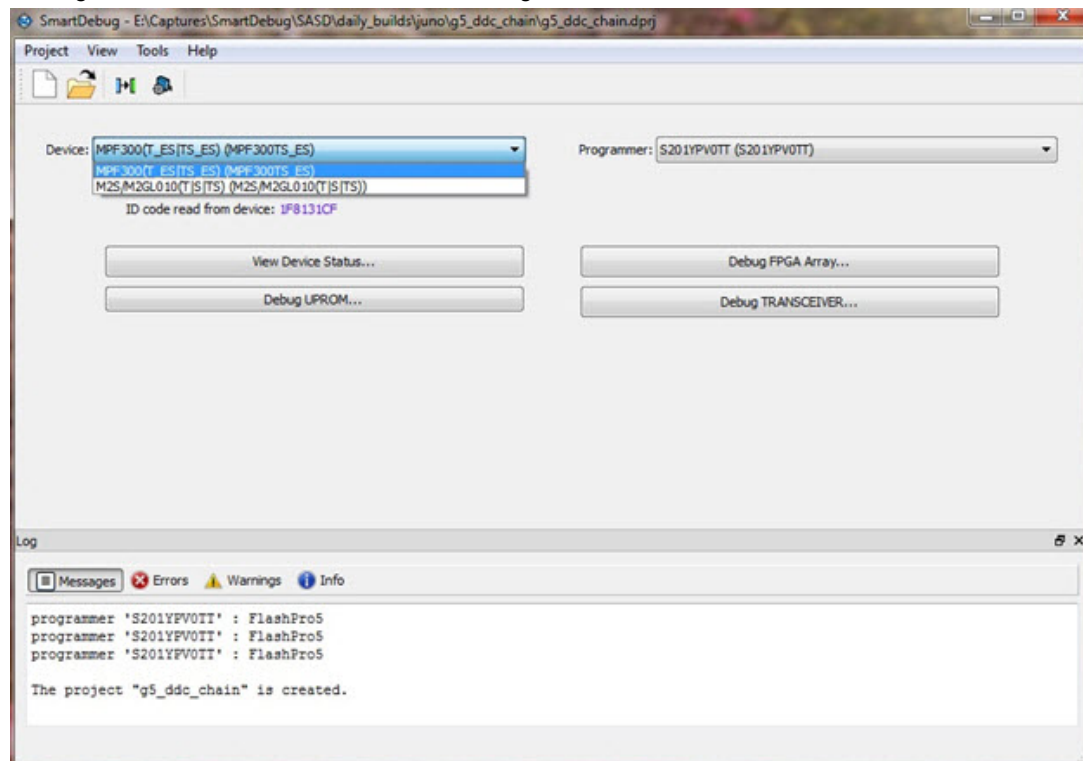 SmartDebug - E:\Captures\SmartDebug\SASD\daily_builds\juno\g5_ddc_chain\g5_ddc_chain.dprj
Project View Tools Help
Device: MPF300(T_ES|TS_ES) (MPF300TS_ES) Programmer: S201YPV0TT (S201YPV0TT)
MPF300(T_ES|TS_ES) (MPF300TS_ES)
M2S/M2GL010(T|S|TS) (M2S/M2GL010(T|S|TS))
ID code read from device: 1F8131CF
View Device Status... Debug FPGA Array...
Debug UPROM... Debug TRANSCEIVER...
Log
Messages Errors Warnings Info
programmer 'S201YPV0TT' : FlashPro5
programmer 'S201YPV0TT' : FlashPro5
programmer 'S201YPV0TT' : FlashPro5
The project "g5_ddc_chain" is created.